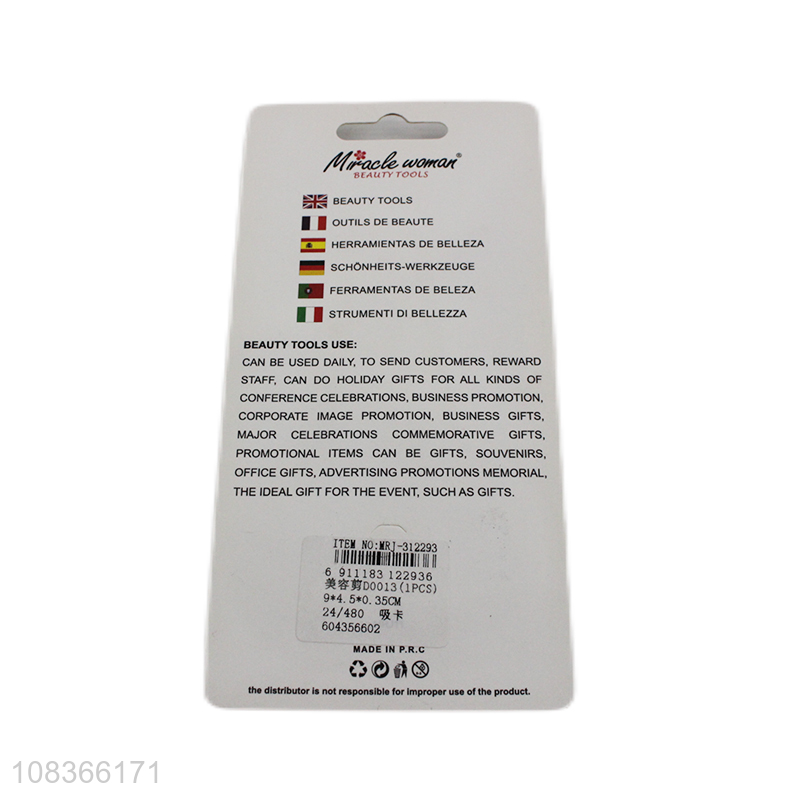 Miracle woman®
BEAUTY TOOLS
BEAUTY TOOLS
OUTILS DE BEAUTE
HERRAMIENTAS DE BELLEZA
SCHÖNHEITS-WERKZEUGE
FERRAMENTAS DE BELEZA
STRUMENTI DI BELLEZZA
BEAUTY TOOLS USE:
CAN BE USED DAILY, TO SEND CUSTOMERS, REWARD
STAFF, CAN DO HOLIDAY GIFTS FOR ALL KINDS OF
CONFERENCE CELEBRATIONS, BUSINESS PROMOTION,
CORPORATE IMAGE PROMOTION, BUSINESS GIFTS,
MAJOR CELEBRATIONS COMMEMORATIVE GIFTS,
PROMOTIONAL ITEMS CAN BE GIFTS, SOUVENIRS,
OFFICE GIFTS, ADVERTISING PROMOTIONS MEMORIAL,
THE IDEAL GIFT FOR THE EVENT, SUCH AS GIFTS.
ITEM NO:MRJ-312293
6 911183 122936
美容剪D0013(1PCS)
9*4.5*0.35CM
24/480 吸卡
604356602
MADE IN P.R.C
the distributor is not responsible for improper use of the product.
108366171